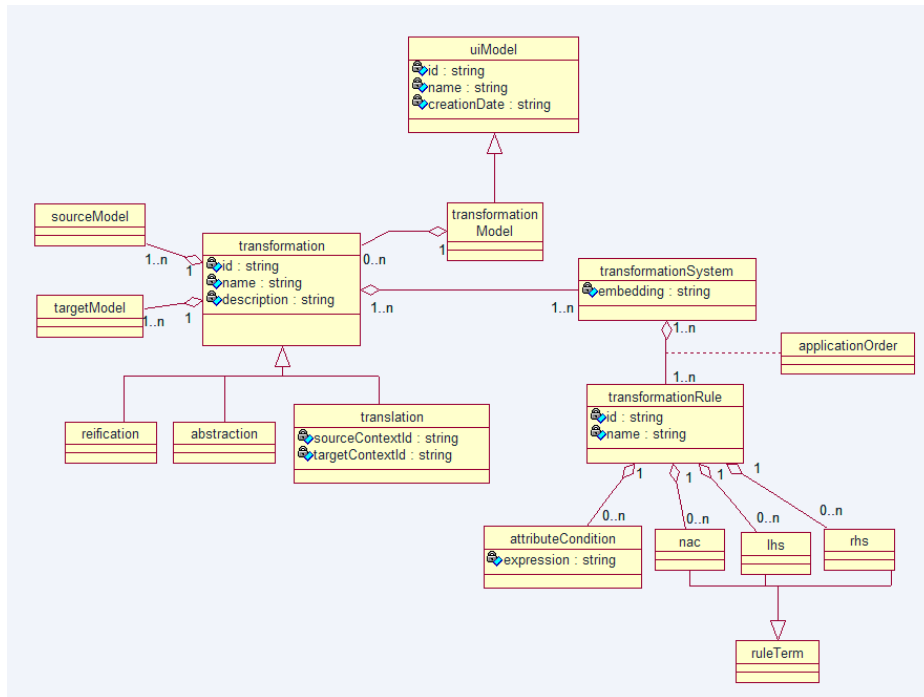 uiModel
id : string
name : string
creationDate : string
transformation
Model
sourceModel
1..n
1
transformation
id : string
name : string
description : string
0..n
1
targetModel
1..n
1
1..n
1..n
transformationSystem
embedding : string
1..n
applicationOrder
1..n
transformationRule
id : string
name : string
reification
abstraction
translation
sourceContextId : string
targetContextId : string
1
1
1
1
0..n
0..n
0..n
0..n
attributeCondition
expression : string
nac
lhs
rhs
ruleTerm